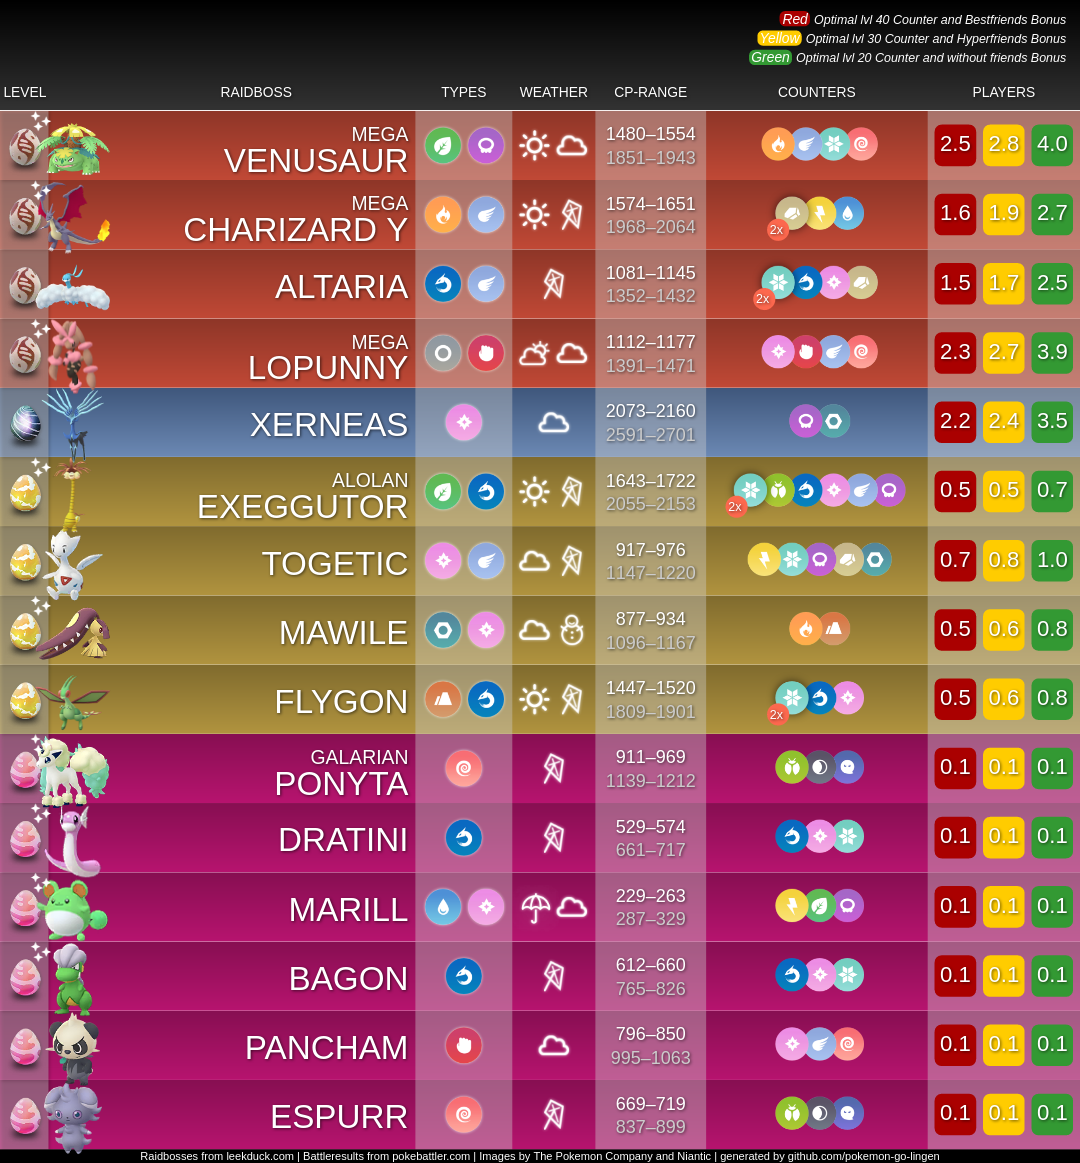 Red Optimal lvl 40 Counter and Bestfriends Bonus
Yellow Optimal lvl 30 Counter and Hyperfriends Bonus
Green Optimal lvl 20 Counter and without friends Bonus
LEVEL RAIDBOSS TYPES WEATHER CP-RANGE COUNTERS PLAYERS
MEGA
VENUSAUR
1480–1554
1851–1943
2.5 2.8 4.0
MEGA
CHARIZARD Y
1574–1651
1968–2064
2x
1.6 1.9 2.7
ALTARIA
1081–1145
1352–1432
2x
1.5 1.7 2.5
MEGA
LOPUNNY
1112–1177
1391–1471
2.3 2.7 3.9
XERNEAS
2073–2160
2591–2701
2.2 2.4 3.5
ALOLAN
EXEGGUTOR
1643–1722
2055–2153
2x
0.5 0.5 0.7
TOGETIC
917–976
1147–1220
0.7 0.8 1.0
MAWILE
877–934
1096–1167
0.5 0.6 0.8
FLYGON
1447–1520
1809–1901
2x
0.5 0.6 0.8
GALARIAN
PONYTA
911–969
1139–1212
0.1 0.1 0.1
DRATINI
529–574
661–717
0.1 0.1 0.1
MARILL
229–263
287–329
0.1 0.1 0.1
BAGON
612–660
765–826
0.1 0.1 0.1
PANCHAM
796–850
995–1063
0.1 0.1 0.1
ESPURR
669–719
837–899
0.1 0.1 0.1
Raidbosses from leekduck.com | Battleresults from pokebattler.com | Images by The Pokemon Company and Niantic | generated by github.com/pokemon-go-lingen